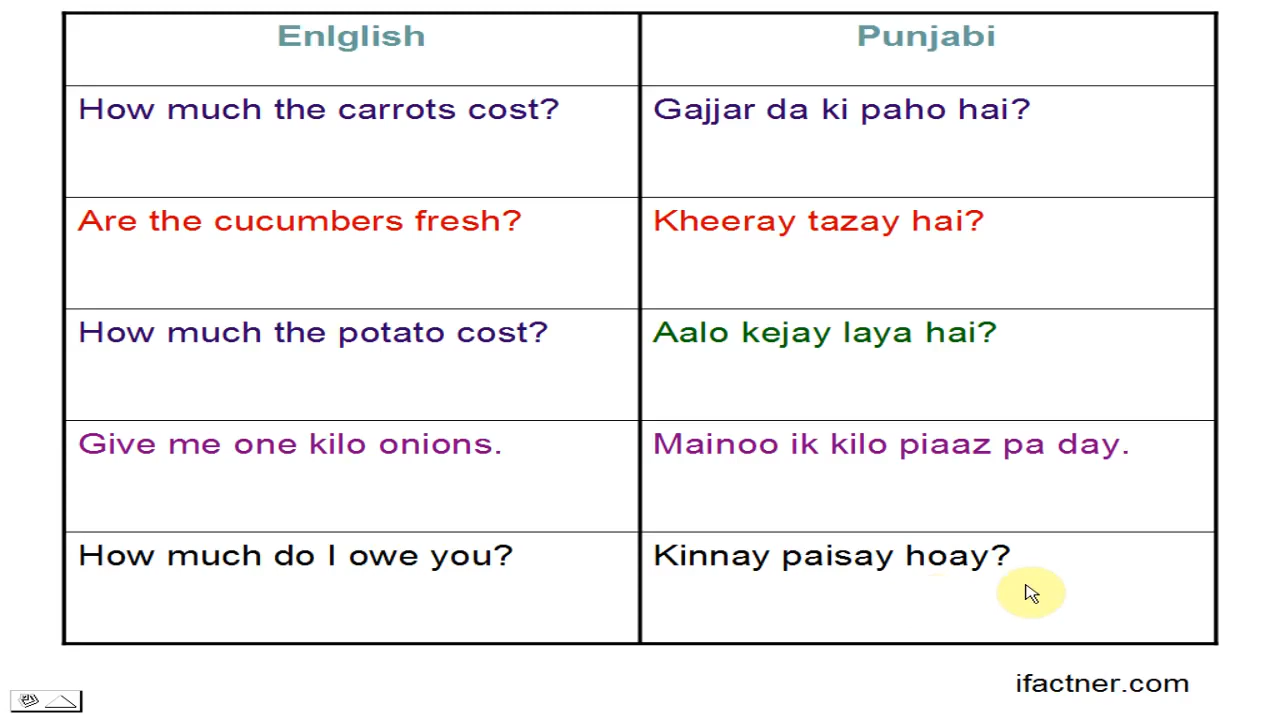 Enlglish
Punjabi
How much the carrots cost?
Gajjar da ki paho hai?
Are the cucumbers fresh?
Kheeray tazay hai?
How much the potato cost?
Aalo kejay laya hai?
Give me one kilo onions.
Mainoo ik kilo piaaz pa day.
How much do I owe you?
Kinnay paisay hoay?
ifactner.com